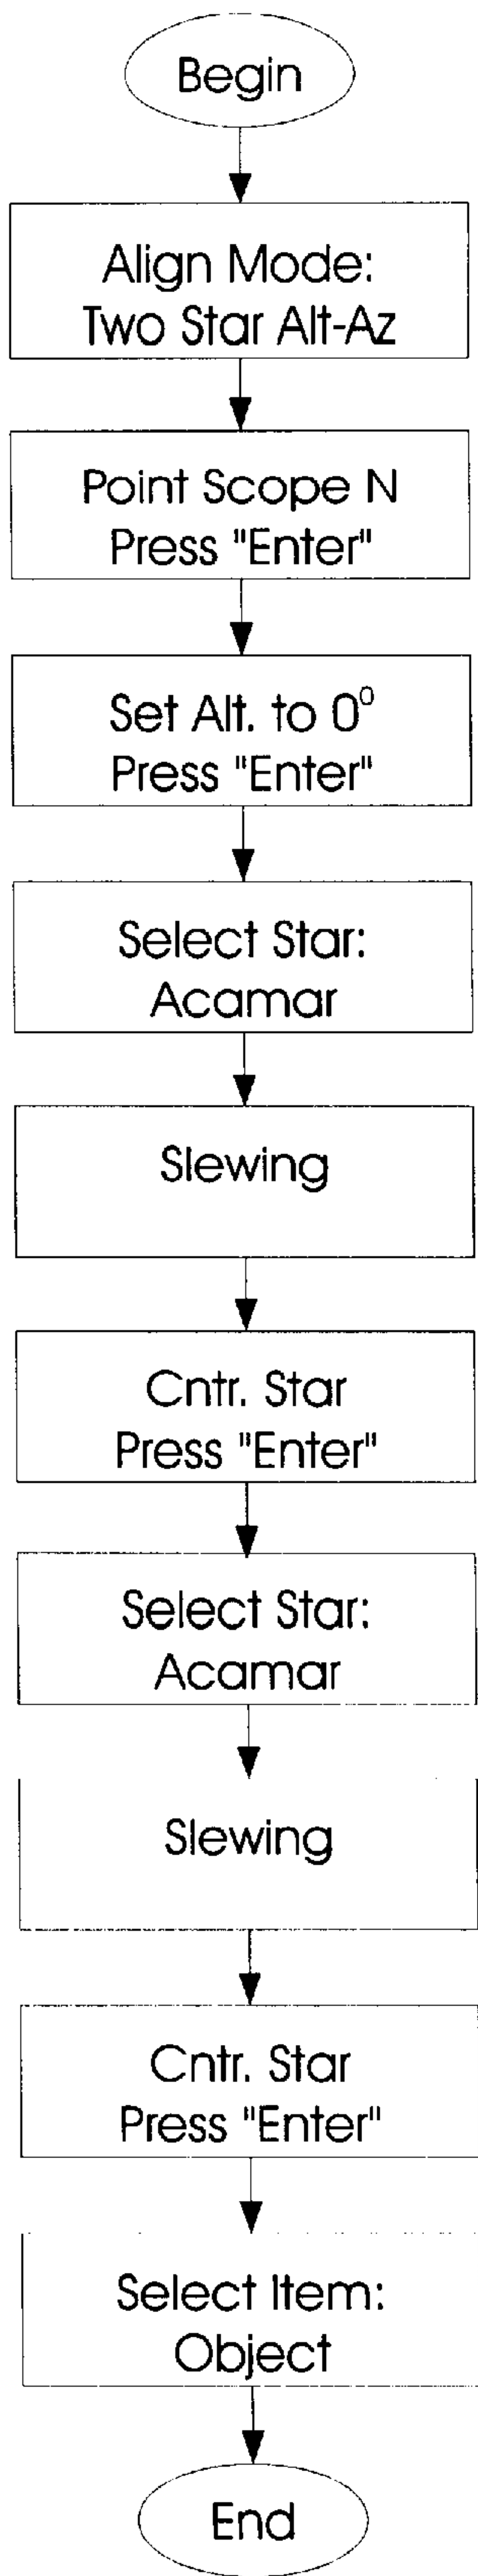 Begin
Align Mode:
Two Star Alt-Az
Point Scope N
Press "Enter"
Set Alt. to 0°
Press "Enter"
Select Star:
Acamar
Slewing
Cntr. Star
Press "Enter"
Select Star:
Acamar
Slewing
Cntr. Star
Press "Enter"
Select Item:
Object
End